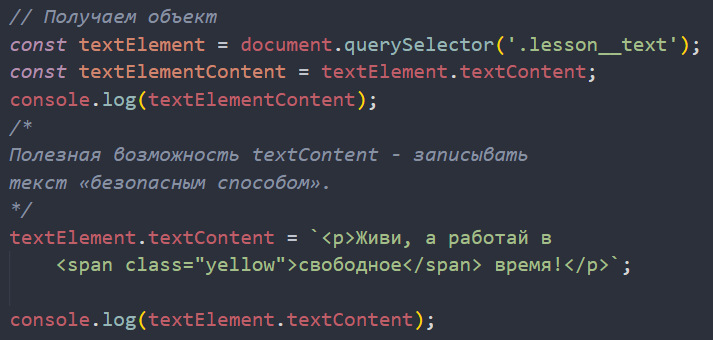 // Получаем объект
const textElement = document.querySelector('.lesson__text');
const textElementContent = textElement.textContent;
console.log(textElementContent);
/*
Полезная возможность textContent - записывать
текст «безопасным способом».
*/
textElement.textContent = `<p>Живи, а работай в
<span class="yellow">свободное</span> время!</p>`;
console.log(textElement.textContent);